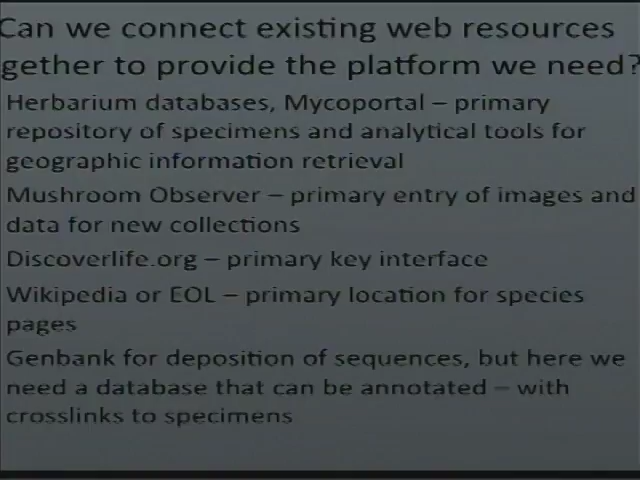 Can we connect existing web resources
gether to provide the platform we need?
Herbarium databases, Mycoportal – primary
repository of specimens and analytical tools for
geographic information retrieval
Mushroom Observer – primary entry of images and
data for new collections
Discoverlife.org – primary key interface
Wikipedia or EOL – primary location for species
pages
Genbank for deposition of sequences, but here we
need a database that can be annotated – with
crosslinks to specimens